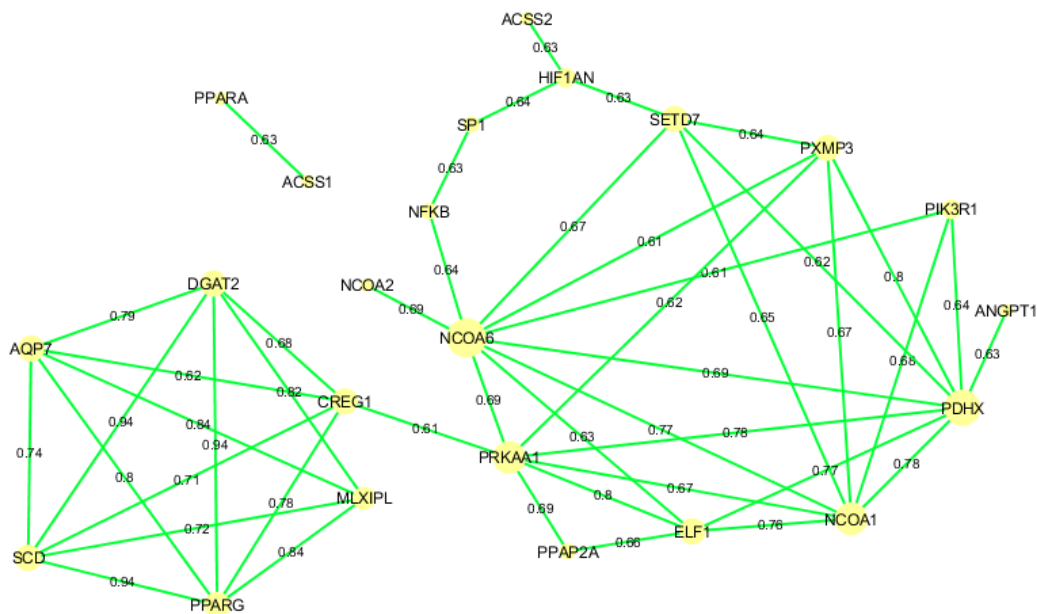 ACSS2
0.63
HIF1AN
PPARA
0.64
0.63
SETD7
SP1
0.63
0.64
PXMP3
0.63
ACSS1
NFKB
PIK3R1
0.67
0.61
0.62
0.64
0.61
0.8
DGAT2
NCOA2
0.62
0.64
0.69
ANGPT1
0.79
0.65
0.67
NCOA6
AQP7
0.68
0.68
0.63
0.62
0.69
0.82
CREG1
0.69
PDHX
0.94
0.84
0.61
0.63
0.77
0.78
0.94
0.74
PRKAA1
0.78
0.8
0.71
0.77
0.67
MLXIPL
0.78
0.8
0.69
0.72
0.76
NCOA1
ELF1
0.66
SCD
0.84
PPAP2A
0.94
PPARG